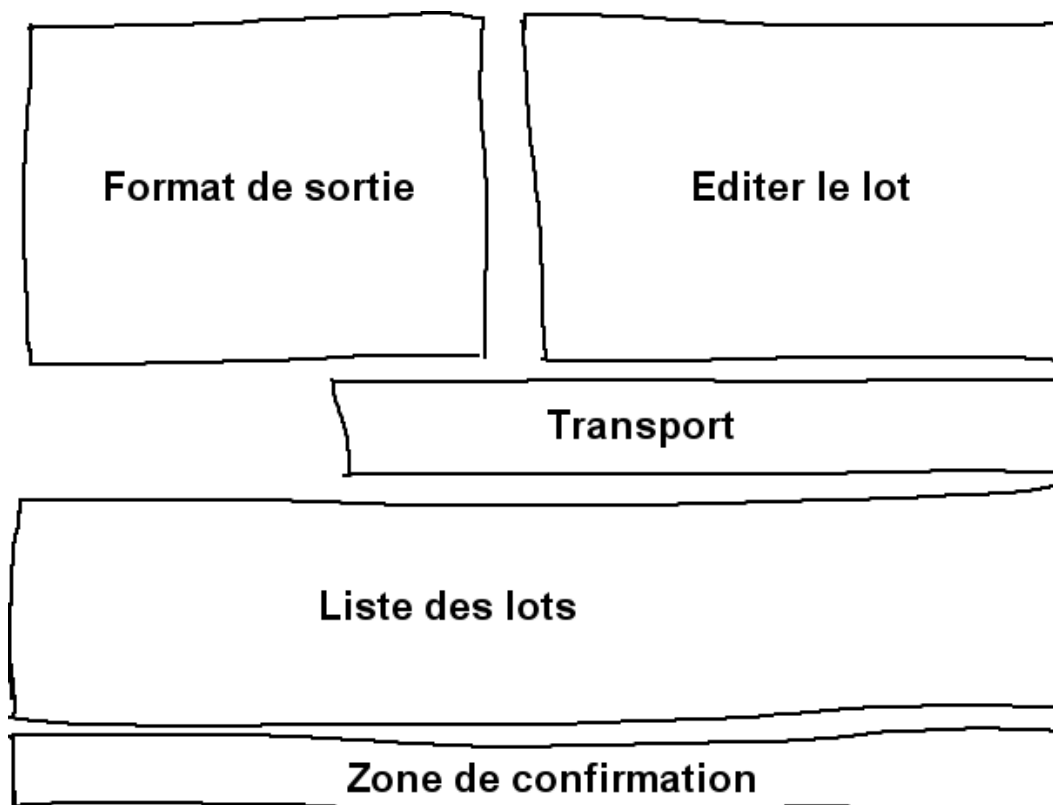 Format de sortie
Editer le lot
Transport
Liste des lots
Zone de confirmation